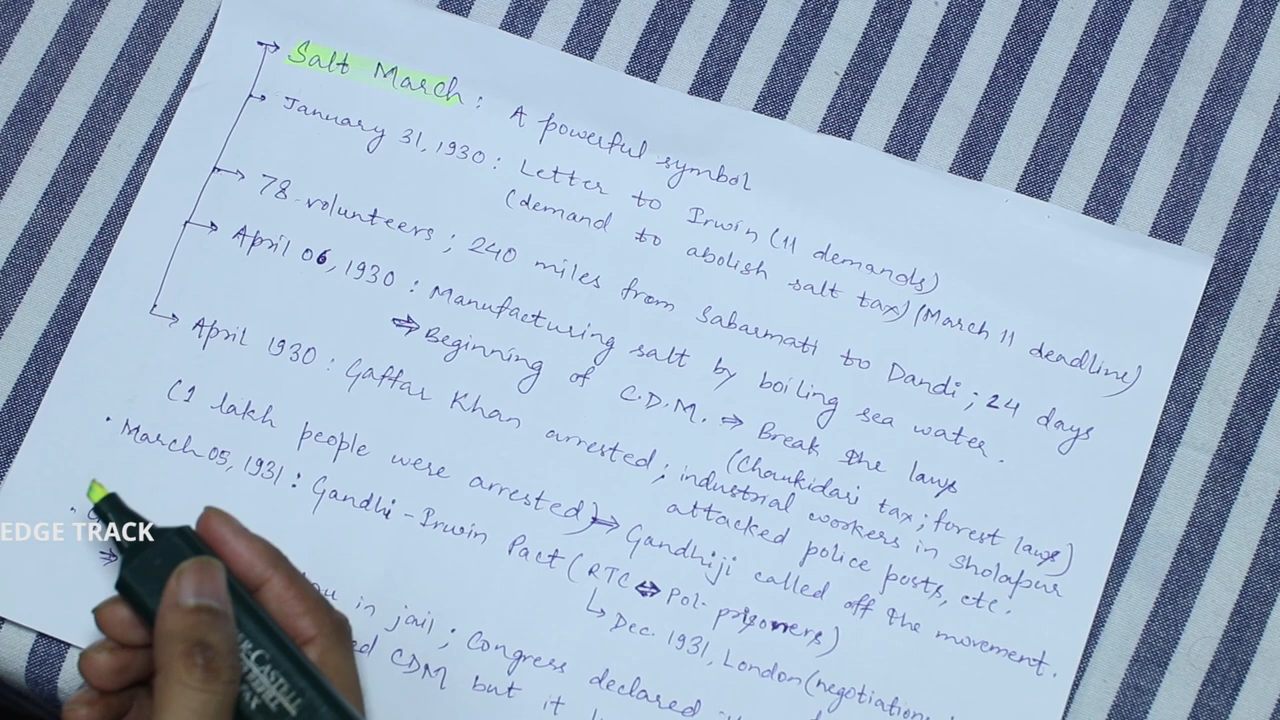 Salt March : A powerful symbol
January 31, 1930 : Letter to Irwin (11 demands)
(demand to abolish salt tax) (March 11 deadline)
78 volunteers ; 240 miles from Sabarmati to Dandi ; 24 days
April 06, 1930 : Manufacturing salt by boiling sea water.
⇒ Beginning of C.D.M. ⇒ Break the laws
(Chaukidari tax ; forest laws)
April 1930 : Gaffar Khan arrested ; industrial workers in Sholapur
attacked police posts, etc.
(1 lakh people were arrested) ⇒ Gandhiji called off the movement.
• March 05, 1931 : Gandhi-Irwin Pact ( RTC ⇔ Pol. prisoners)
Dec. 1931, London (negotiations
in jail ; Congress declared
CDM but it
EDGE TRACK